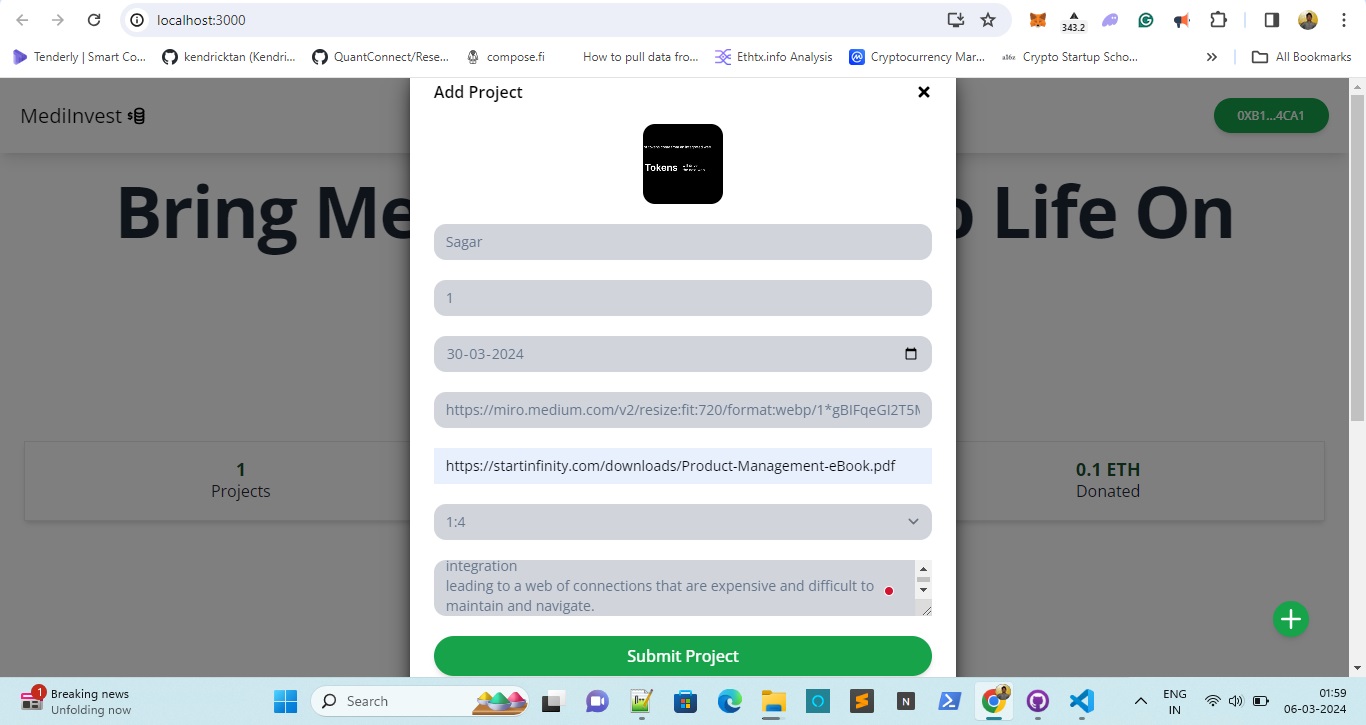 localhost:3000
343.2
Tenderly | Smart Co...
kendricktan (Kendri...
QuantConnect/Rese...
compose.fi
How to pull data from...
Ethtx.info Analysis
Cryptocurrency Mar...
a16z
Crypto Startup Scho...
All Bookmarks
MediInvest
Add Project
0XB1...4CA1
Tokens
Bring Me
Life On
Sagar
1
30-03-2024
https://miro.medium.com/v2/resize:fit:720/format:webp/1*
https://startinfinity.com/downloads/Product-Management-eBook.pdf
1
Projects
0.1 ETH
Donated
1:4
integration
leading to a web of connections that are expensive and difficult to
maintain and navigate.
Submit Project
1
Breaking news
Unfolding now
Search
N
ENG
IN
01:59
06-03-2024